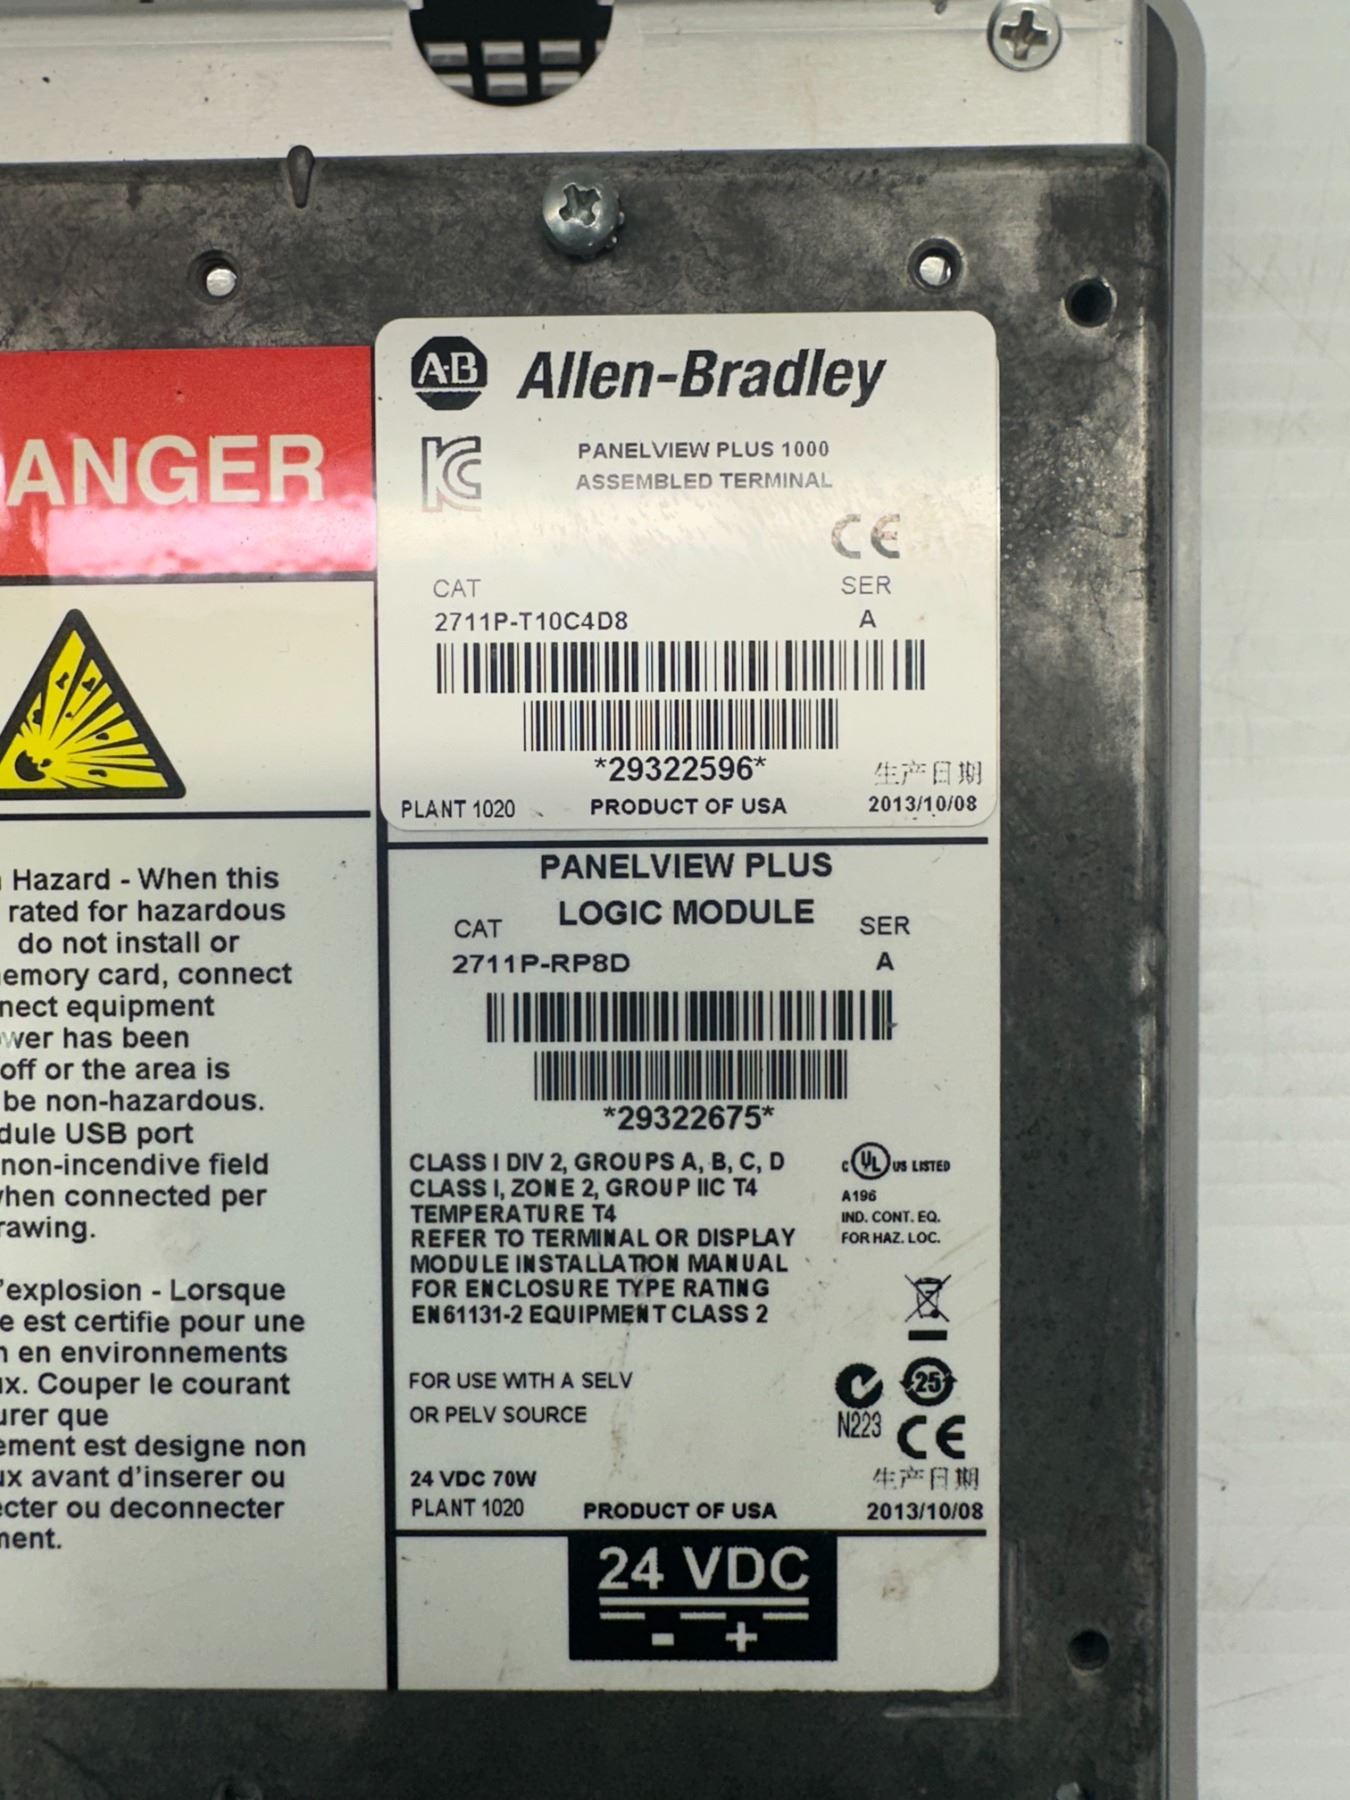 ANGER
Hazard - When this
rated for hazardous
do not install or
emory card, connect
nect equipment
wer has been
off or the area is
be non-hazardous.
dule USB port
non-incendive field
when connected per
rawing.
'explosion - Lorsque
e est certifie pour une
n en environnements
ux. Couper le courant
urer que
ement est designe non
ux avant d'inserer ou
ecter ou deconnecter
ment.
A-B Allen-Bradley
PANELVIEW PLUS 1000
ASSEMBLED TERMINAL
CE
CAT SER
2711P-T10C4D8 A
*29322596*
生产日期
PLANT 1020 PRODUCT OF USA 2013/10/08
PANELVIEW PLUS
LOGIC MODULE
CAT SER
2711P-RP8D A
*29322675*
CLASS I DIV 2, GROUPS A, B, C, D
CLASS I, ZONE 2, GROUP IIC T4
TEMPERATURE T4
REFER TO TERMINAL OR DISPLAY
MODULE INSTALLATION MANUAL
FOR ENCLOSURE TYPE RATING
EN61131-2 EQUIPMENT CLASS 2
C UL US LISTED
A196
IND. CONT. EQ.
FOR HAZ. LOC.
FOR USE WITH A SELV
OR PELV SOURCE
25
N223 CE
生产日期
24 VDC 70W
PLANT 1020 PRODUCT OF USA 2013/10/08
24 VDC
- +